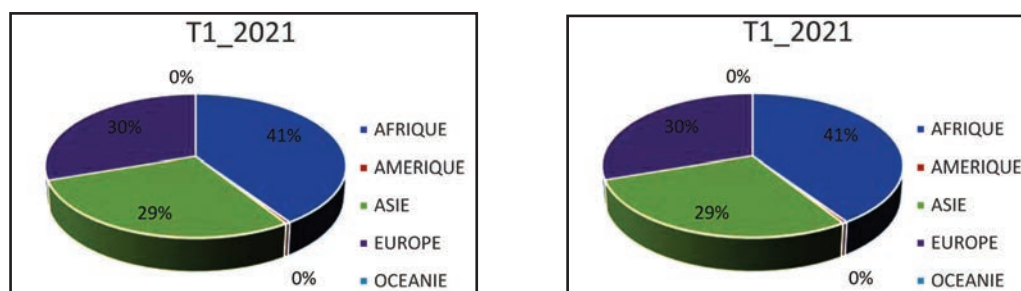 T1_2021
0%
30%
41%
29%
0%
AFRIQUE
AMERIQUE
ASIE
EUROPE
OCEANIE
T1_2021
0%
30%
41%
29%
0%
AFRIQUE
AMERIQUE
ASIE
EUROPE
OCEANIE